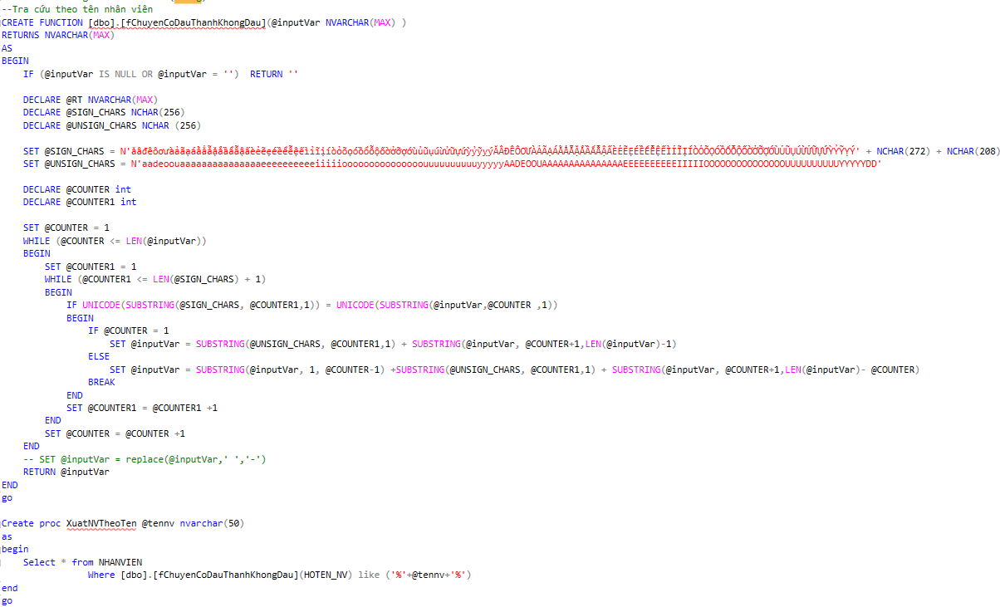 --Tra cứu theo tên nhân viên
CREATE FUNCTION [dbo].[fChuyenCoDauThanhKhongDau](@inputVar NVARCHAR(MAX) )
RETURNS NVARCHAR(MAX)
AS
BEGIN
IF (@inputVar IS NULL OR @inputVar = '') RETURN ''
DECLARE @RT NVARCHAR(MAX)
DECLARE @SIGN_CHARS NCHAR(256)
DECLARE @UNSIGN_CHARS NCHAR (256)
SET @SIGN_CHARS = + NCHAR(272) + NCHAR(208)
SET @UNSIGN_CHARS =
DECLARE @COUNTER int
DECLARE @COUNTER1 int
SET @COUNTER = 1
WHILE (@COUNTER <= LEN(@inputVar))
BEGIN
SET @COUNTER1 = 1
WHILE (@COUNTER1 <= LEN(@SIGN_CHARS) + 1)
BEGIN
IF UNICODE(SUBSTRING(@SIGN_CHARS, @COUNTER1,1)) = UNICODE(SUBSTRING(@inputVar,@COUNTER ,1))
BEGIN
IF @COUNTER = 1
SET @inputVar = SUBSTRING(@UNSIGN_CHARS, @COUNTER1,1) + SUBSTRING(@inputVar, @COUNTER+1,LEN(@inputVar)-1)
ELSE
SET @inputVar = SUBSTRING(@inputVar, 1, @COUNTER-1) +SUBSTRING(@UNSIGN_CHARS, @COUNTER1,1) + SUBSTRING(@inputVar, @COUNTER+1,LEN(@inputVar)- @COUNTER)
BREAK
END
SET @COUNTER1 = @COUNTER1 +1
END
SET @COUNTER = @COUNTER +1
END
-- SET @inputVar = replace(@inputVar,' ','-')
RETURN @inputVar
END
go
Create proc XuatNVTheoTen @tennv nvarchar(50)
as
begin
Select * from NHANVIEN
Where [dbo].[fChuyenCoDauThanhKhongDau](HOTEN_NV) like ('%'+@tennv+'%')
end
go